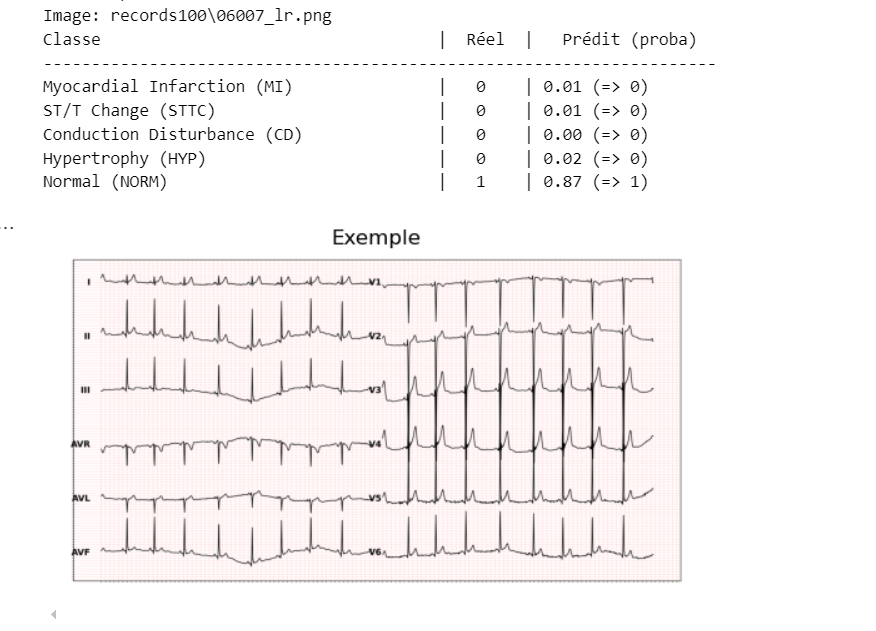 Image: records100\06007_lr.png
Classe | Réel | Prédit (proba)
----------------------------------------------------------------------
Myocardial Infarction (MI) | 0 | 0.01 (=> 0)
ST/T Change (STTC) | 0 | 0.01 (=> 0)
Conduction Disturbance (CD) | 0 | 0.00 (=> 0)
Hypertrophy (HYP) | 0 | 0.02 (=> 0)
Normal (NORM) | 1 | 0.87 (=> 1)
...
Exemple
I V1
II V2
III V3
AVR V4
AVL V5
AVF V6